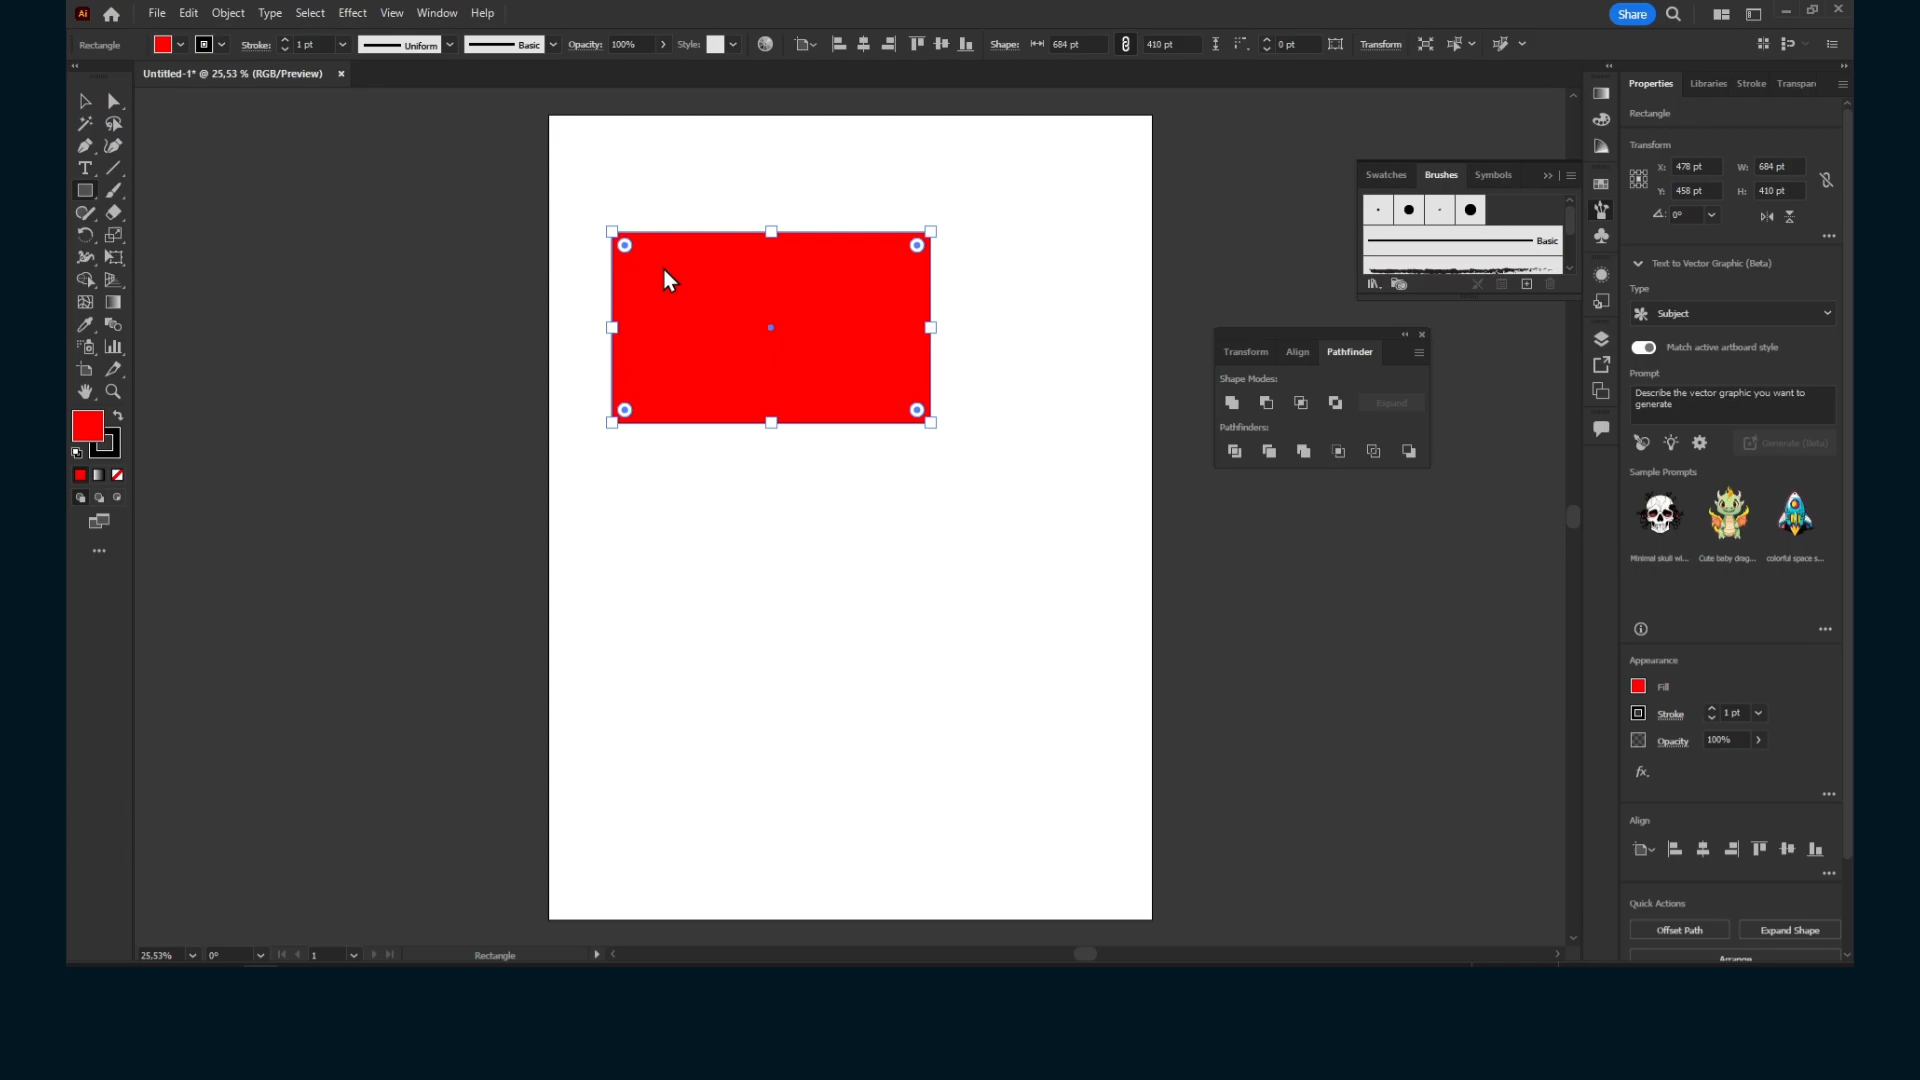 Ai File Edit Object Type Select Effect View Window Help Share
Rectangle Stroke: 1 pt Uniform Basic Opacity: 100% Style: Shape: 684 pt 410 pt 0 pt Transform
Untitled-1* @ 25,53 % (RGB/Preview) ×
Properties Libraries Stroke Transpar
Rectangle
Transform
X: 478 pt W: 684 pt
Y: 458 pt H: 410 pt
0°
Swatches Brushes Symbols
Basic
Text to Vector Graphic (Beta)
Type
Subject
Match active artboard style
Prompt
Describe the vector graphic you want to
generate
Generate (Beta)
Sample Prompts
Minimal skull wi... Cute baby drag... colorful space s...
Transform Align Pathfinder
Shape Modes:
Expand
Pathfinders:
Appearance
Fill
Stroke 1 pt
Opacity 100%
fx.
Align
Quick Actions
Offset Path Expand Shape
Arrange
25,53% 0° 1 Rectangle